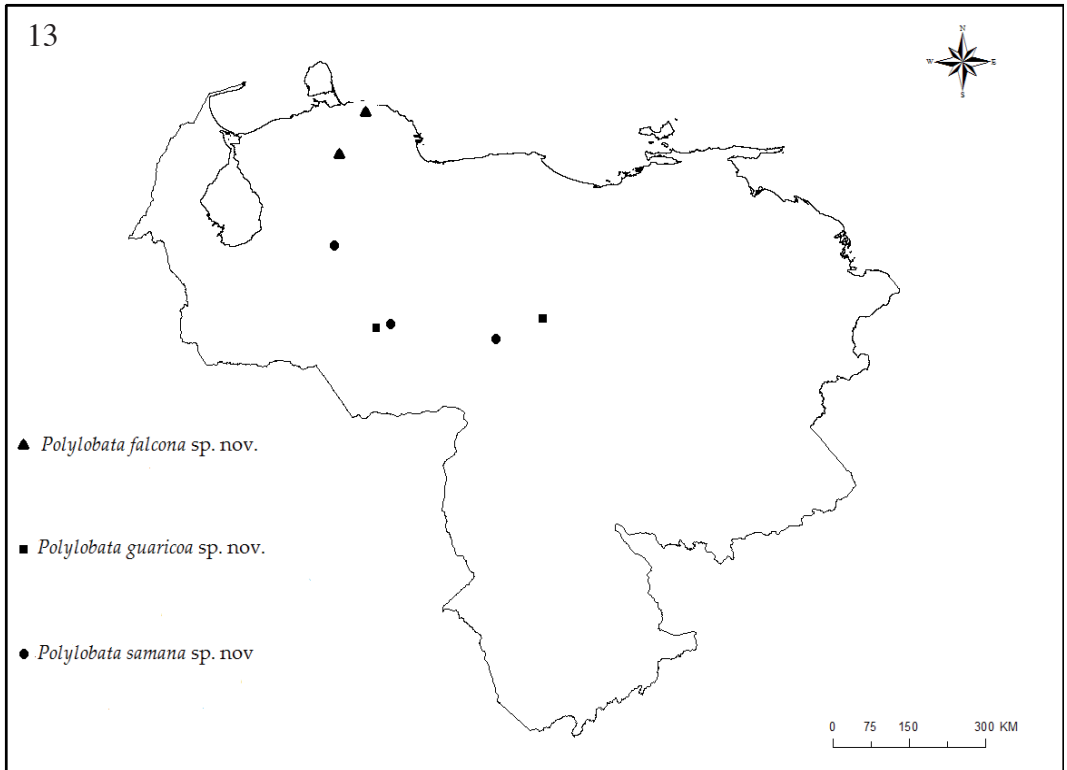 13
N
W E
S
Polylobata falcona sp. nov.
Polylobata guaricoa sp. nov.
Polylobata samana sp. nov
0 75 150 300 KM